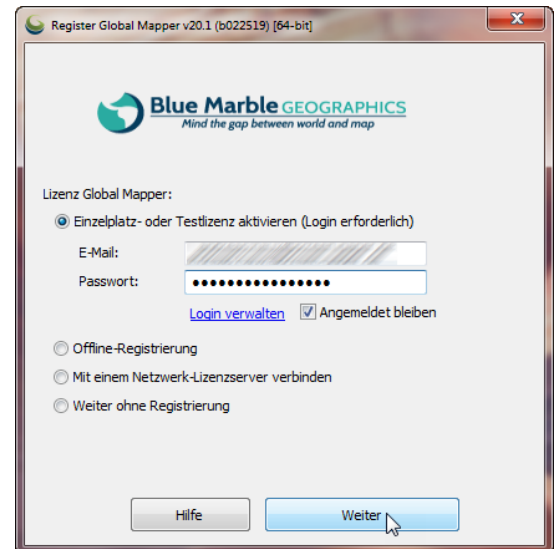 Register Global Mapper v20.1 (b022519) [64-bit]
Blue Marble GEOGRAPHICS
Mind the gap between world and map
Lizenz Global Mapper:
Einzelplatz- oder Testlizenz aktivieren (Login erforderlich)
E-Mail:
Passwort:
Login verwalten Angemeldet bleiben
Offline-Registrierung
Mit einem Netzwerk-Lizenzserver verbinden
Weiter ohne Registrierung
Hilfe Weiter